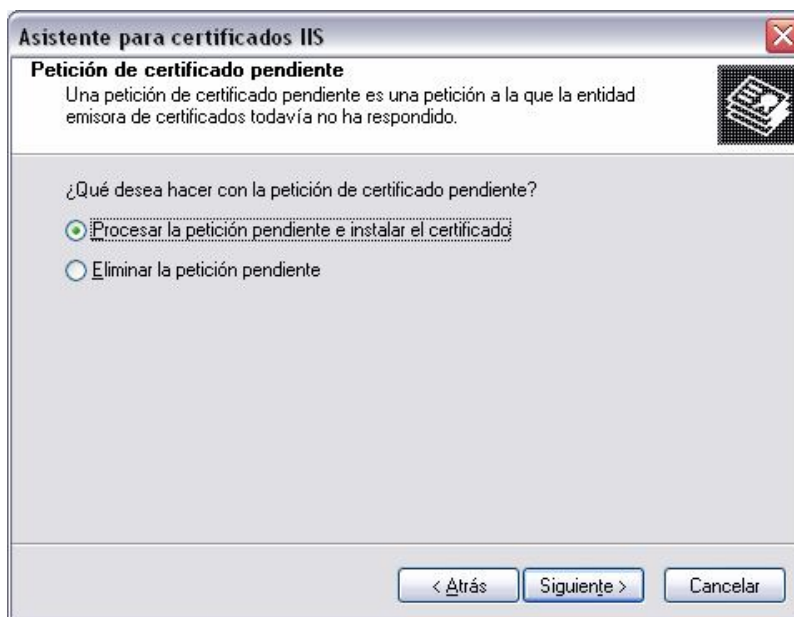 Asistente para certificados IIS
Petición de certificado pendiente
Una petición de certificado pendiente es una petición a la que la entidad
emisora de certificados todavía no ha respondido.
¿Qué desea hacer con la petición de certificado pendiente?
Procesar la petición pendiente e instalar el certificado
Eliminar la petición pendiente
< Atrás Siguiente > Cancelar